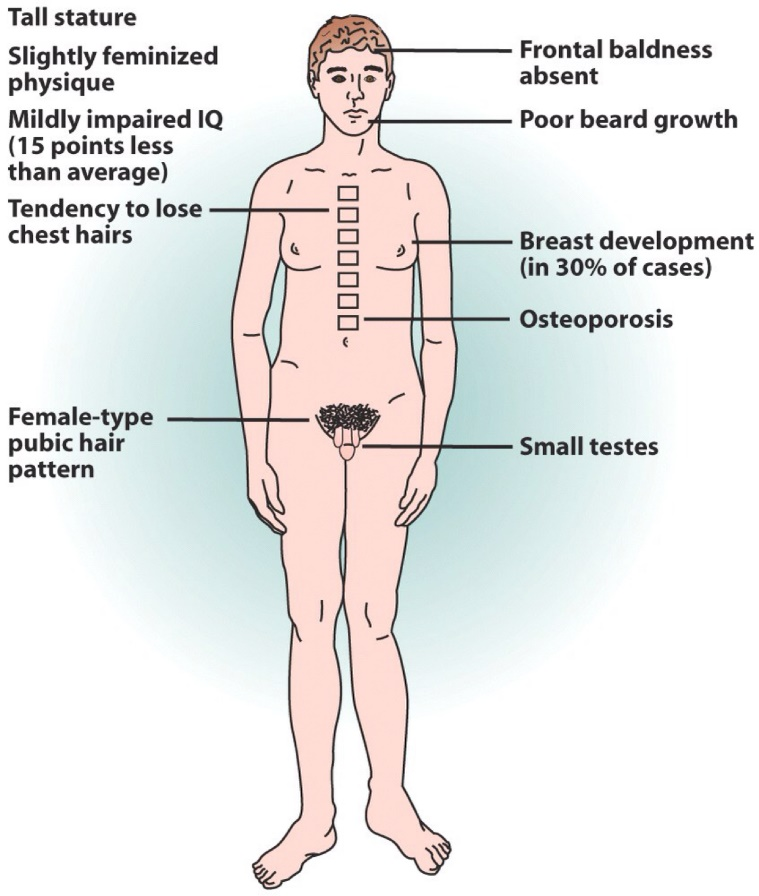 Tall stature
Slightly feminized
physique
Mildly impaired IQ
(15 points less
than average)
Tendency to lose
chest hairs
Female-type
pubic hair
pattern
Frontal baldness
absent
Poor beard growth
Breast development
(in 30% of cases)
Osteoporosis
Small testes